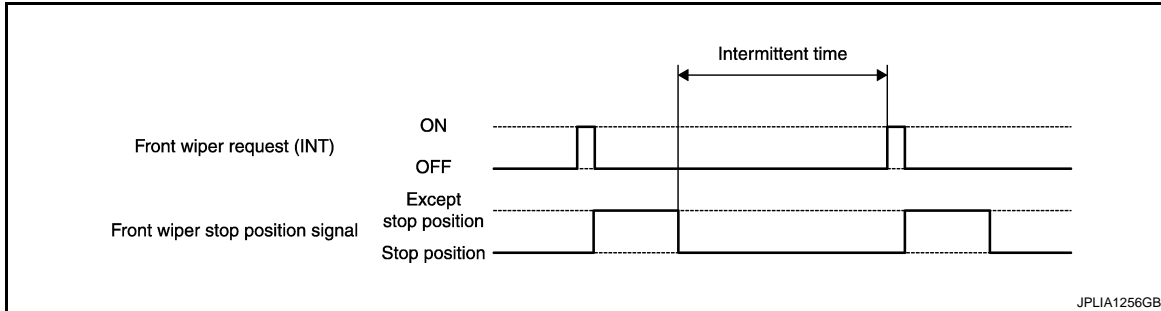 Intermittent time
ON
Front wiper request (INT)
OFF
Except
stop position
Front wiper stop position signal
Stop position
JPLIA1256GB